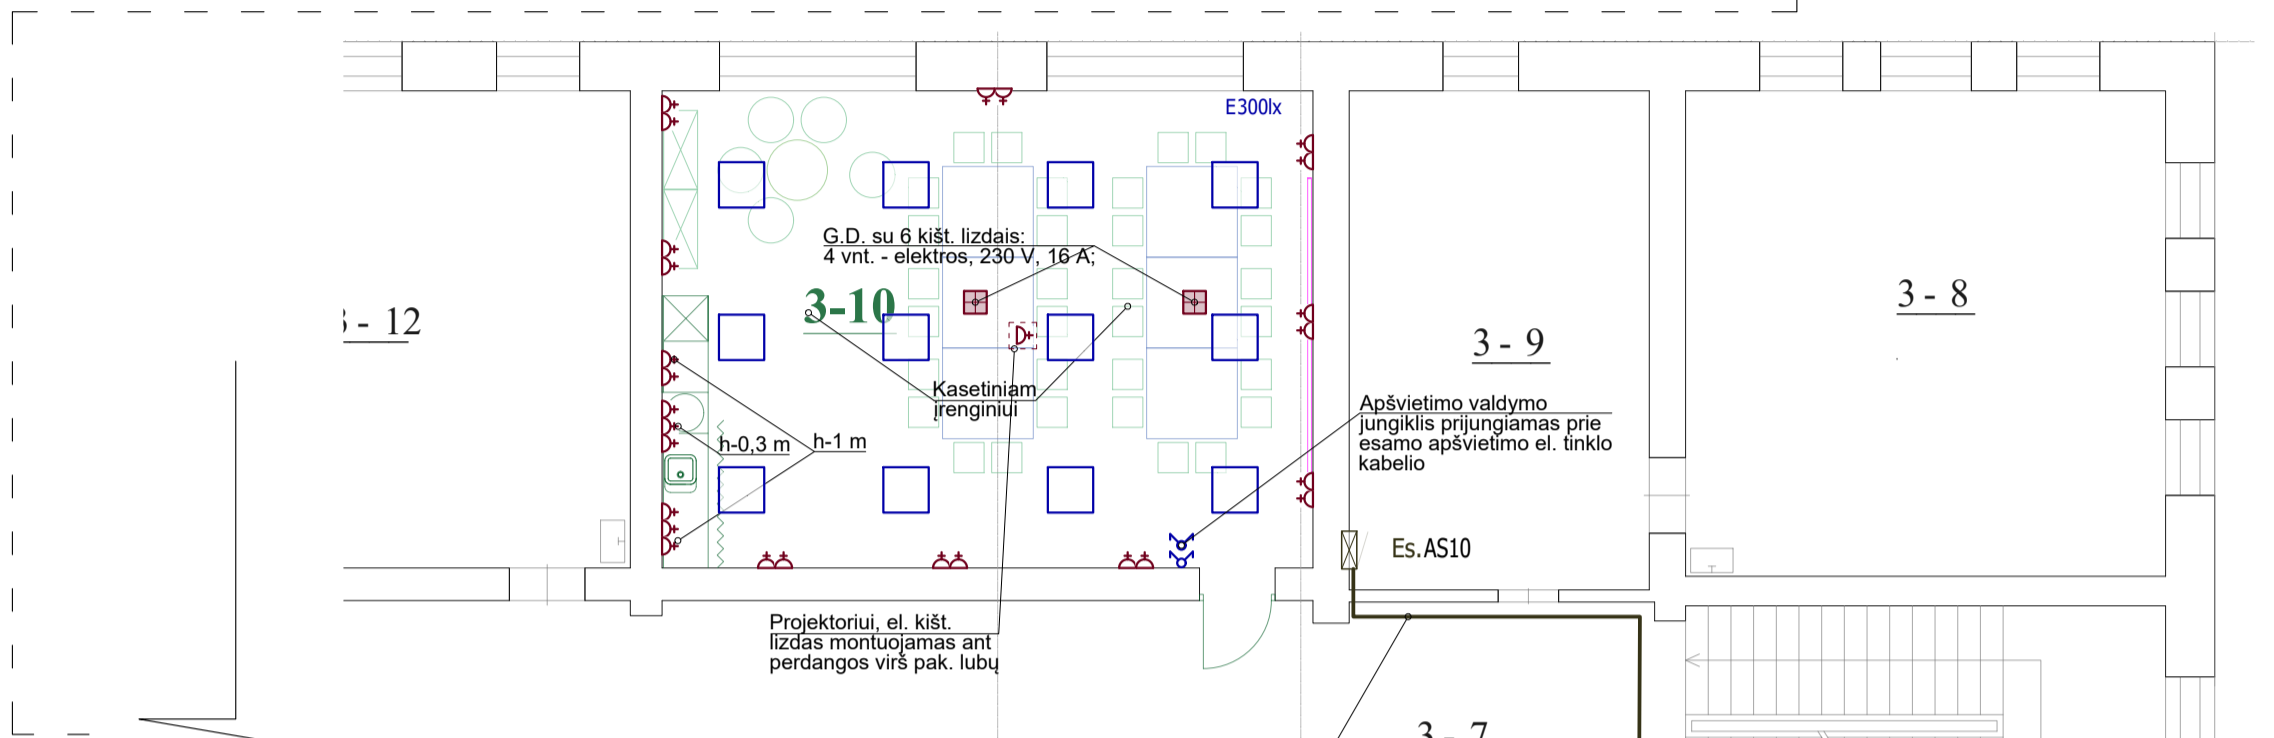 E300lx
G.D. su 6 kišt. lizdais:
4 vnt. - elektros, 230 V, 16 A;
3-10
- 12
3 - 8
3 - 9
Kasetiniam
įrenginiui
Apšvietimo valdymo
jungiklis prijungiamas prie
esamo apšvietimo el. tinklo
kabelio
h-0,3 m
h-1 m
Es.AS10
Projektoriui, el. kišt.
lizdas montuojamas ant
perdangos virš pak. lubų
3 - 7